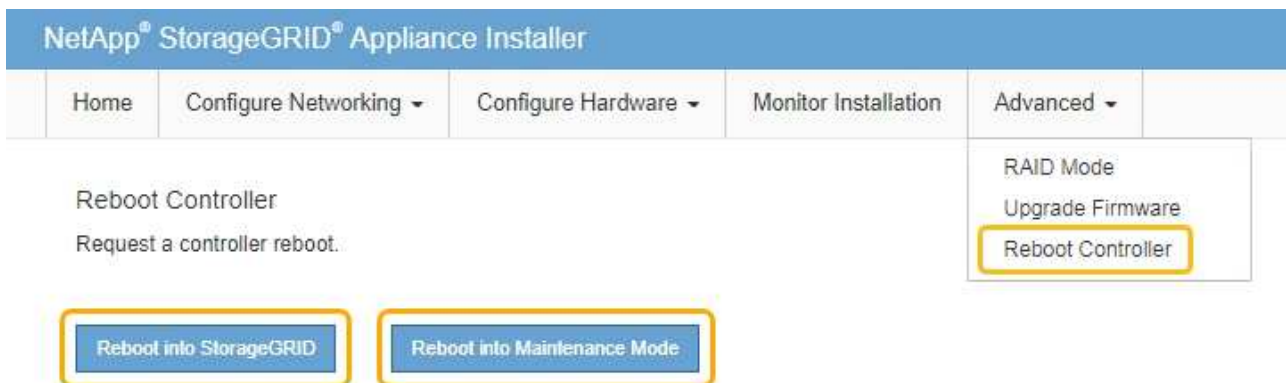 NetApp® StorageGRID® Appliance Installer
Home Configure Networking Configure Hardware Monitor Installation Advanced
RAID Mode
Upgrade Firmware
Reboot Controller
Reboot Controller
Request a controller reboot.
Reboot into StorageGRID Reboot into Maintenance Mode